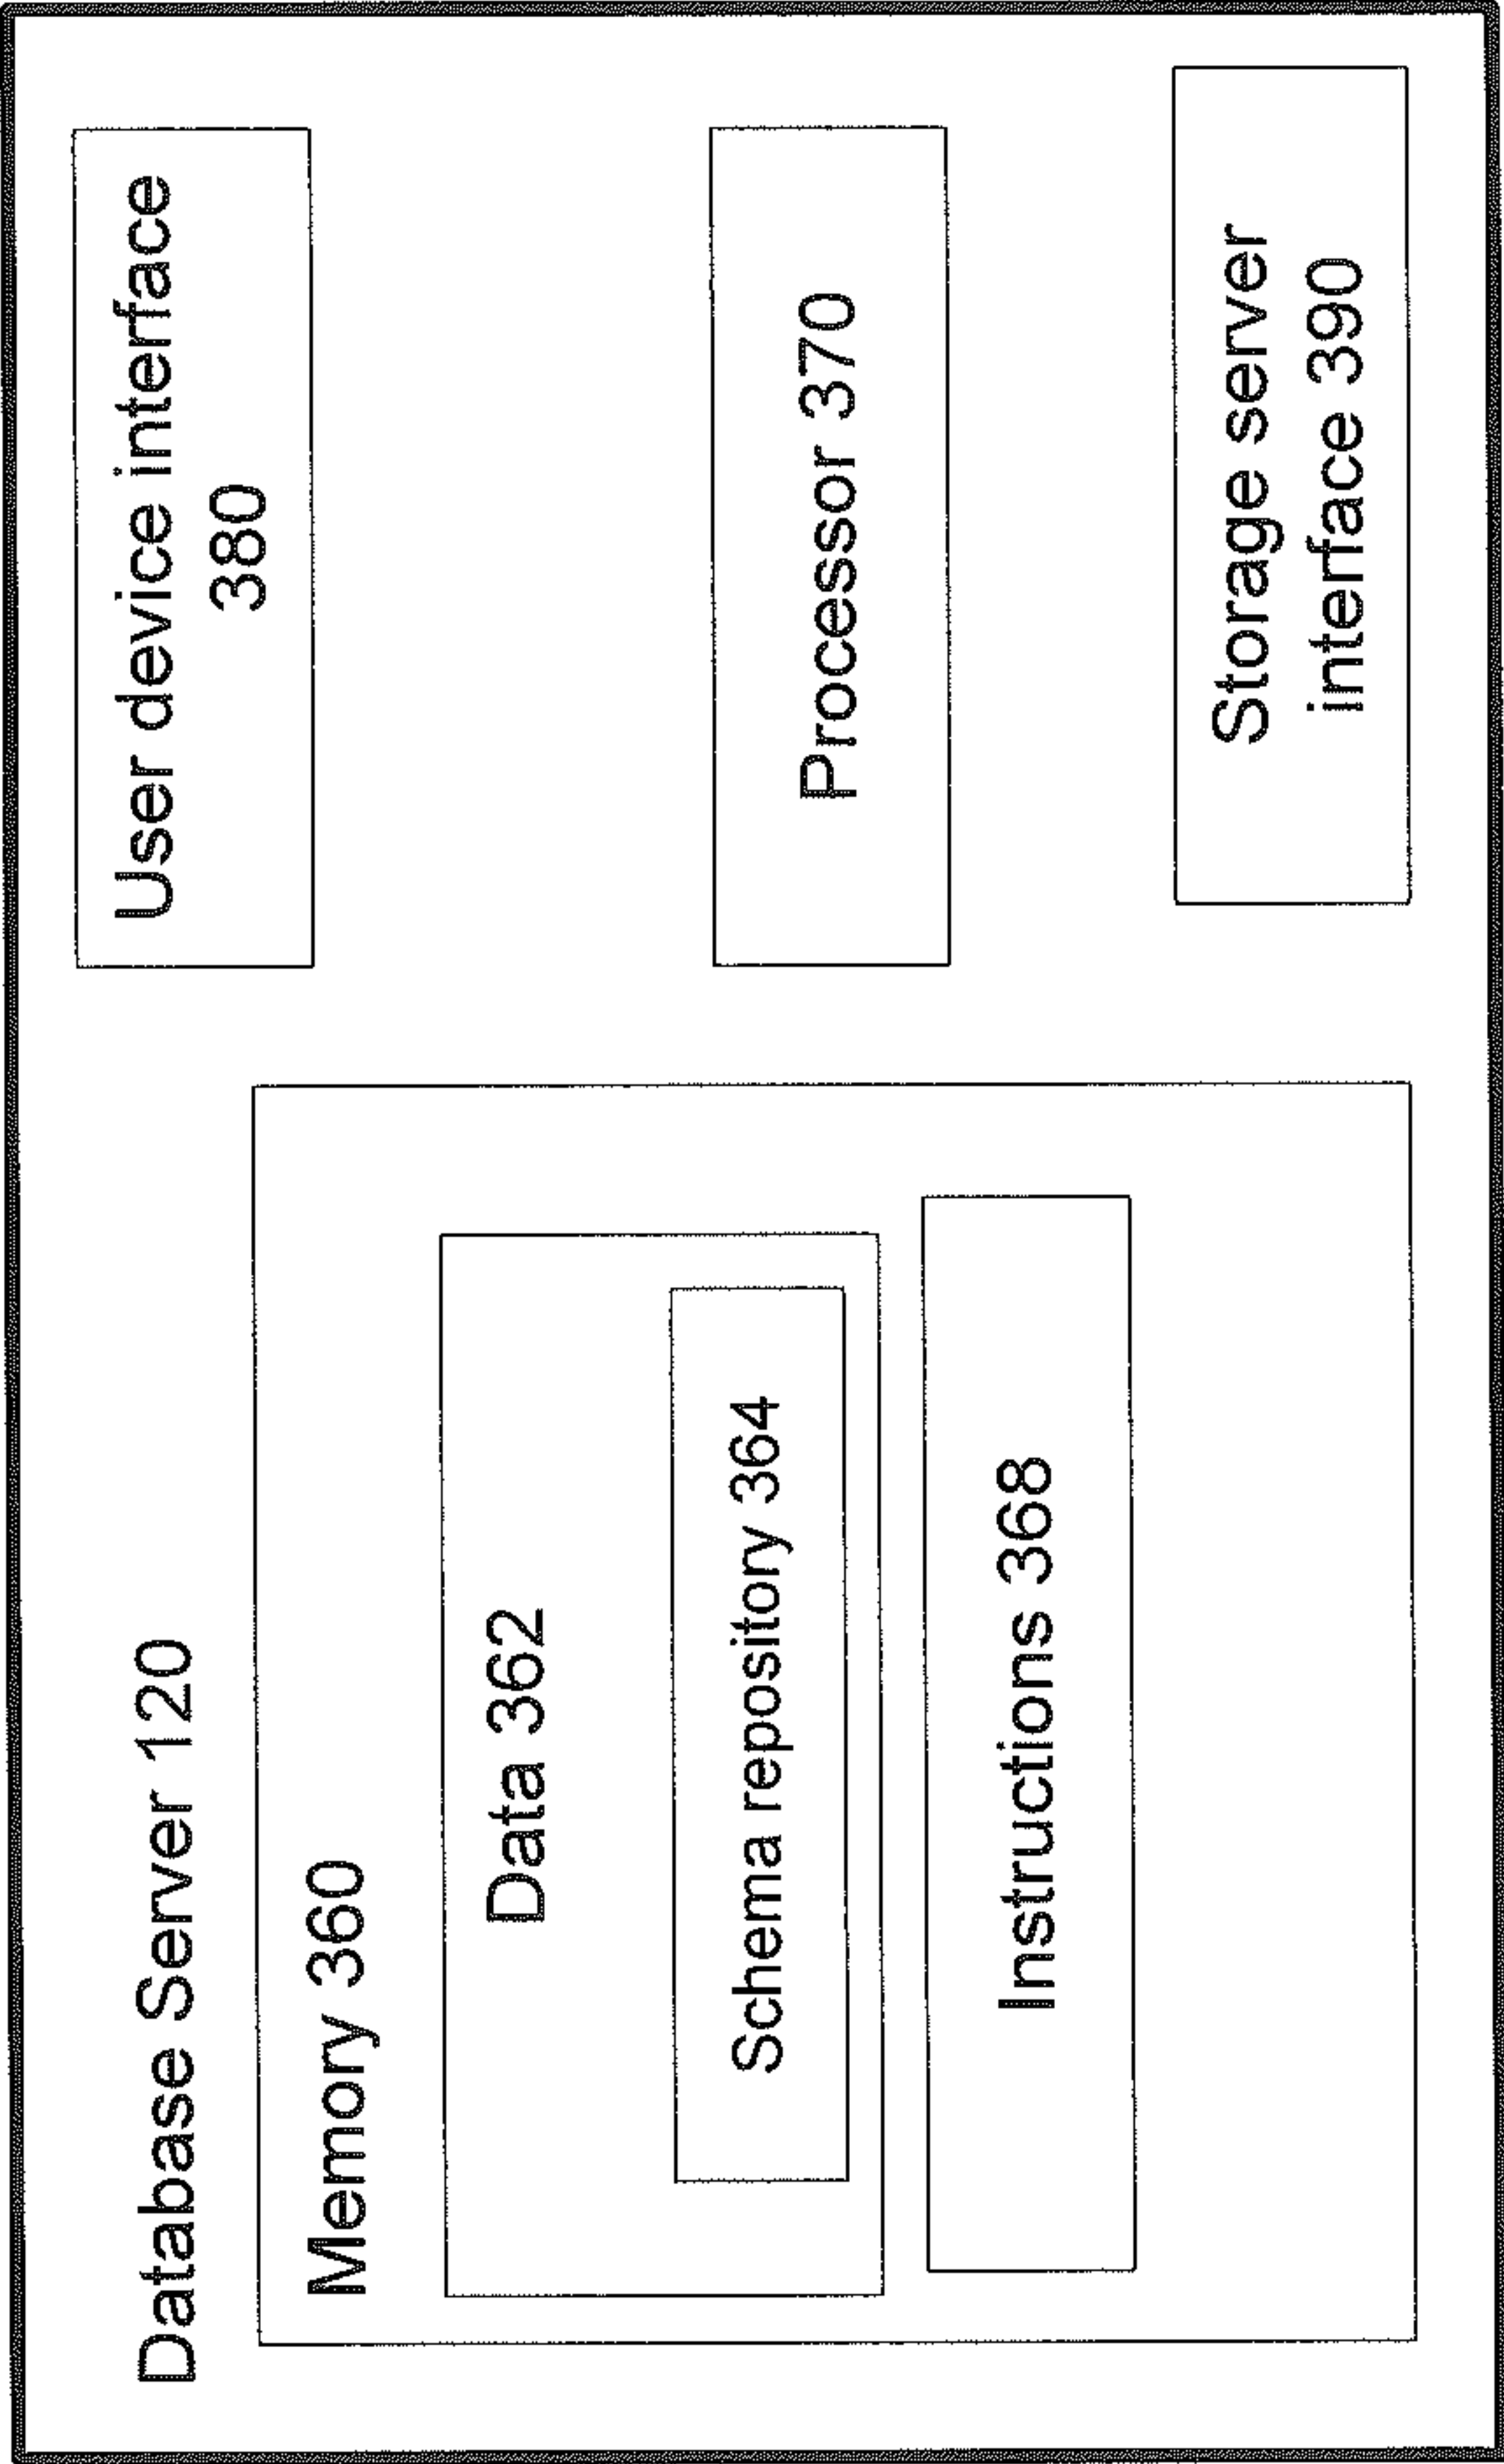 Database Server 120
Memory 360
Data 362
Schema repository 364
Instructions 368
User device interface
380
Processor 370
Storage server
interface 390